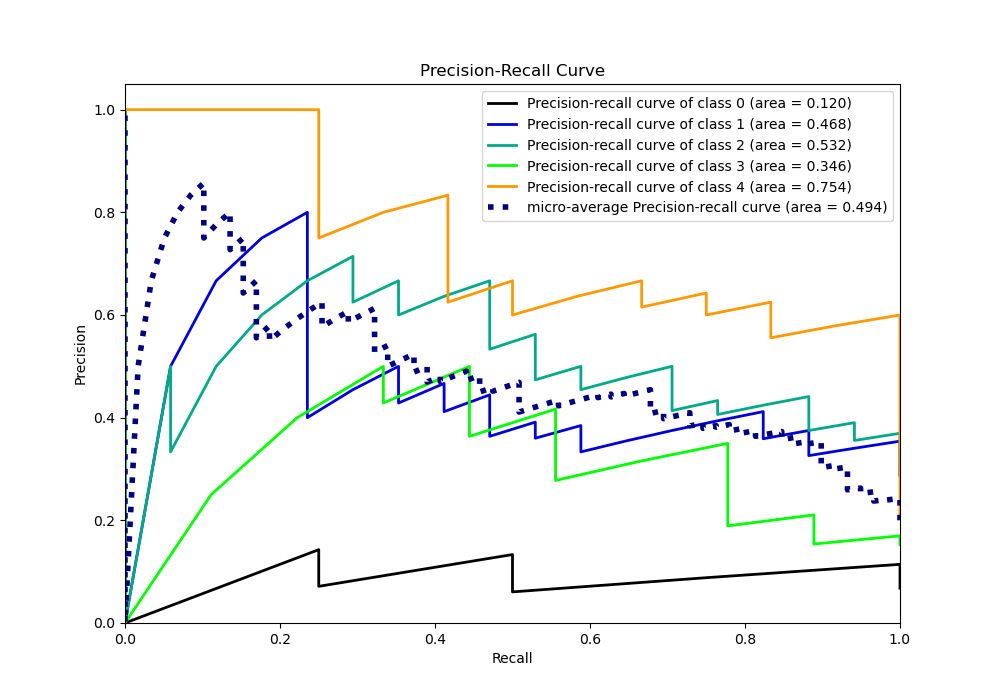 Precision-Recall Curve
Precision-recall curve of class 0 (area = 0.120)
Precision-recall curve of class 1 (area = 0.468)
Precision-recall curve of class 2 (area = 0.532)
Precision-recall curve of class 3 (area = 0.346)
Precision-recall curve of class 4 (area = 0.754)
micro-average Precision-recall curve (area = 0.494)
Precision
1.0
0.8
0.6
0.4
0.2
0.0
0.0 0.2 0.4 0.6 0.8 1.0
Recall